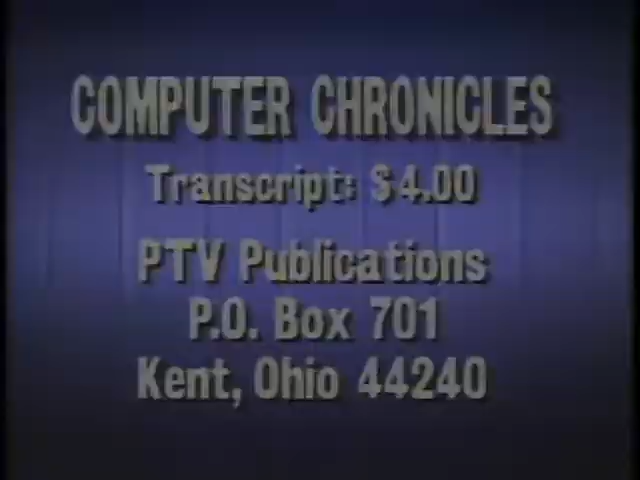 COMPUTER CHRONICLES
Transcript: $4.00
PTV Publications
P.O. Box 701
Kent, Ohio 44240